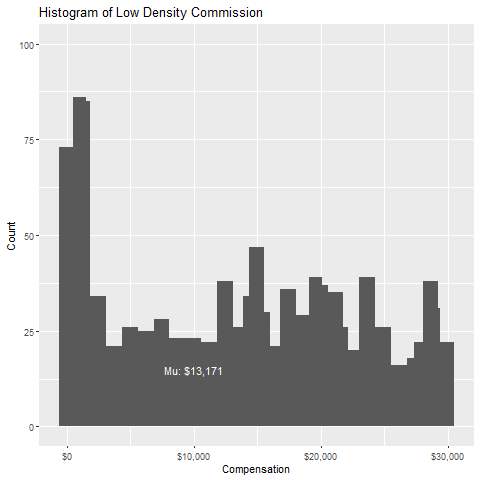 Histogram of Low Density Commission
100
75
50
25
0
Count
Mu: $13,171
$0 $10,000 $20,000 $30,000
Compensation